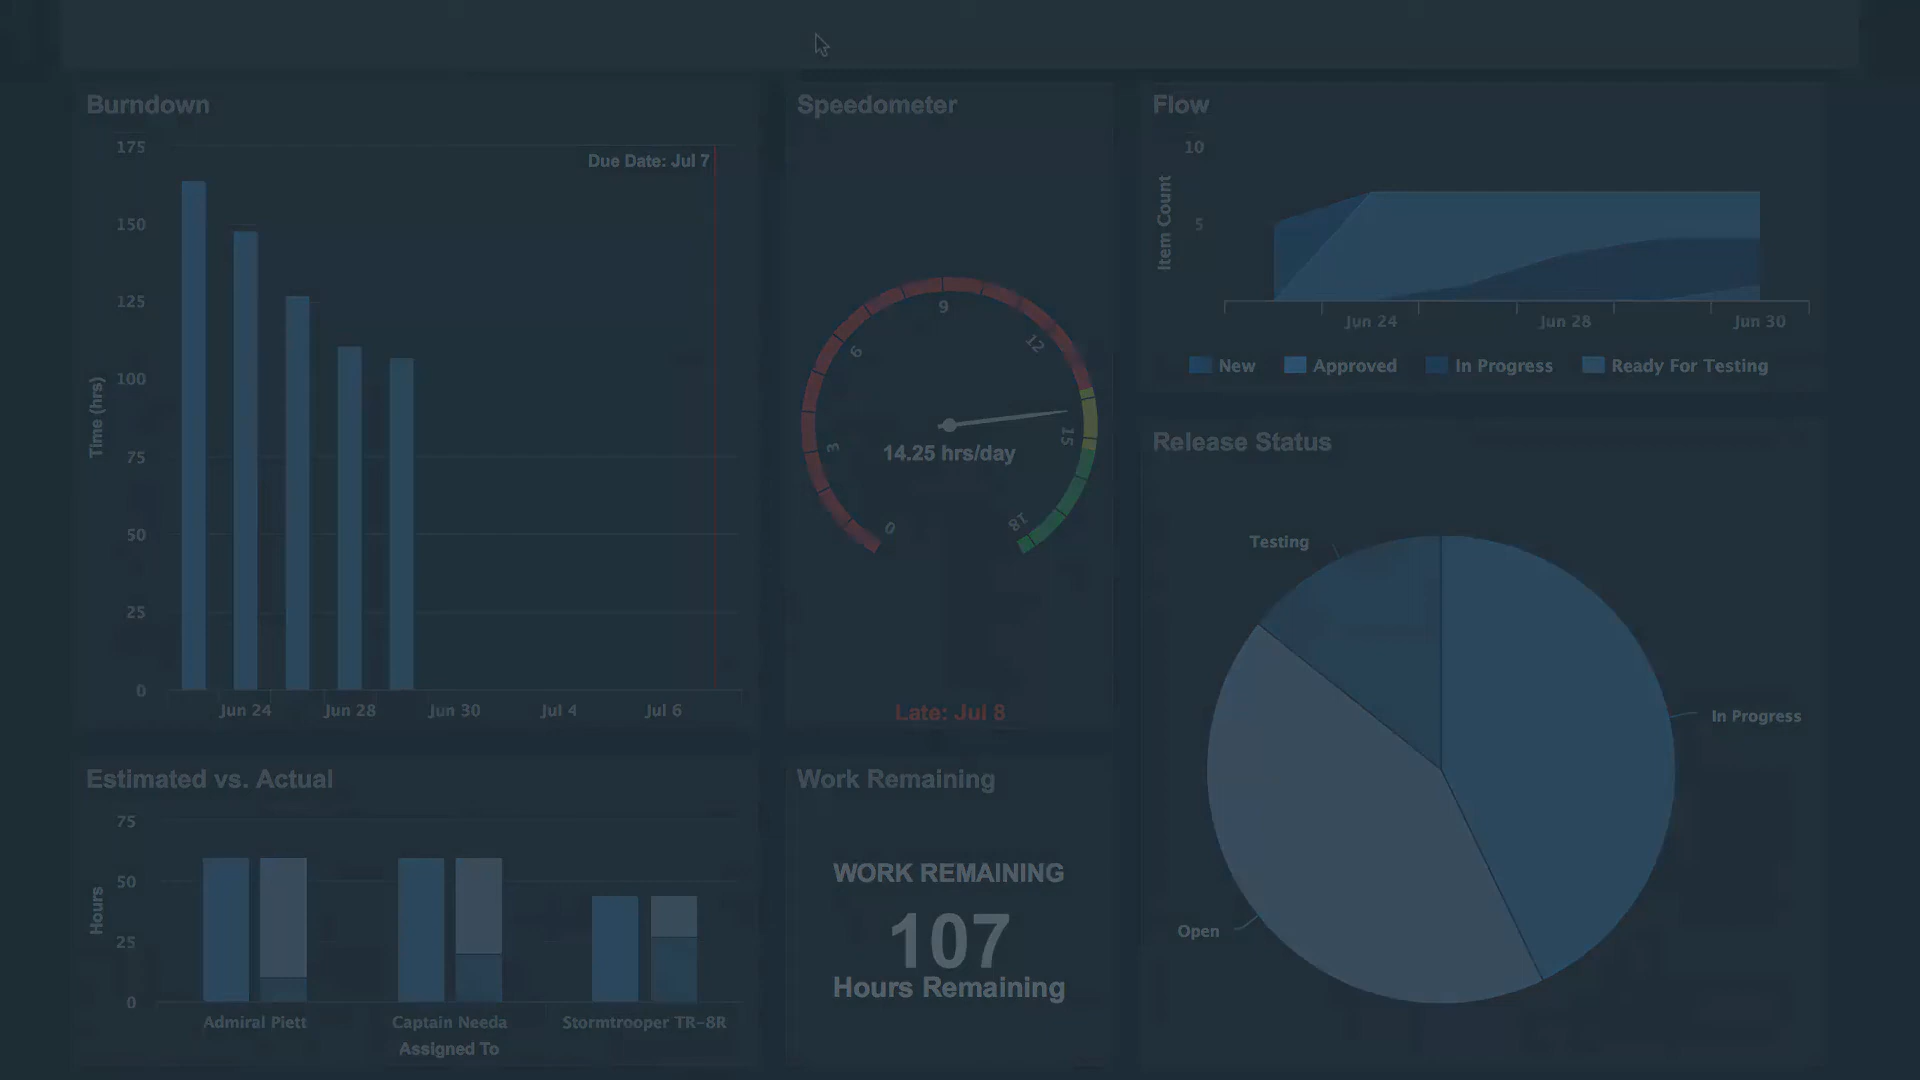 Burndown
175
150
125
100
75
50
25
0
Time (hrs)
Due Date: Jul 7
Jun 24
Jun 28
Jun 30
Jul 4
Jul 6
Speedometer
0
3
6
9
12
15
18
14.25 hrs/day
Late: Jul 8
Flow
10
5
Item Count
Jun 24
Jun 28
Jun 30
New
Approved
In Progress
Ready For Testing
Release Status
Testing
In Progress
Open
Estimated vs. Actual
75
50
25
0
Hours
Admiral Piett
Captain Needa
Stormtrooper TR-8R
Assigned To
Work Remaining
WORK REMAINING
107
Hours Remaining